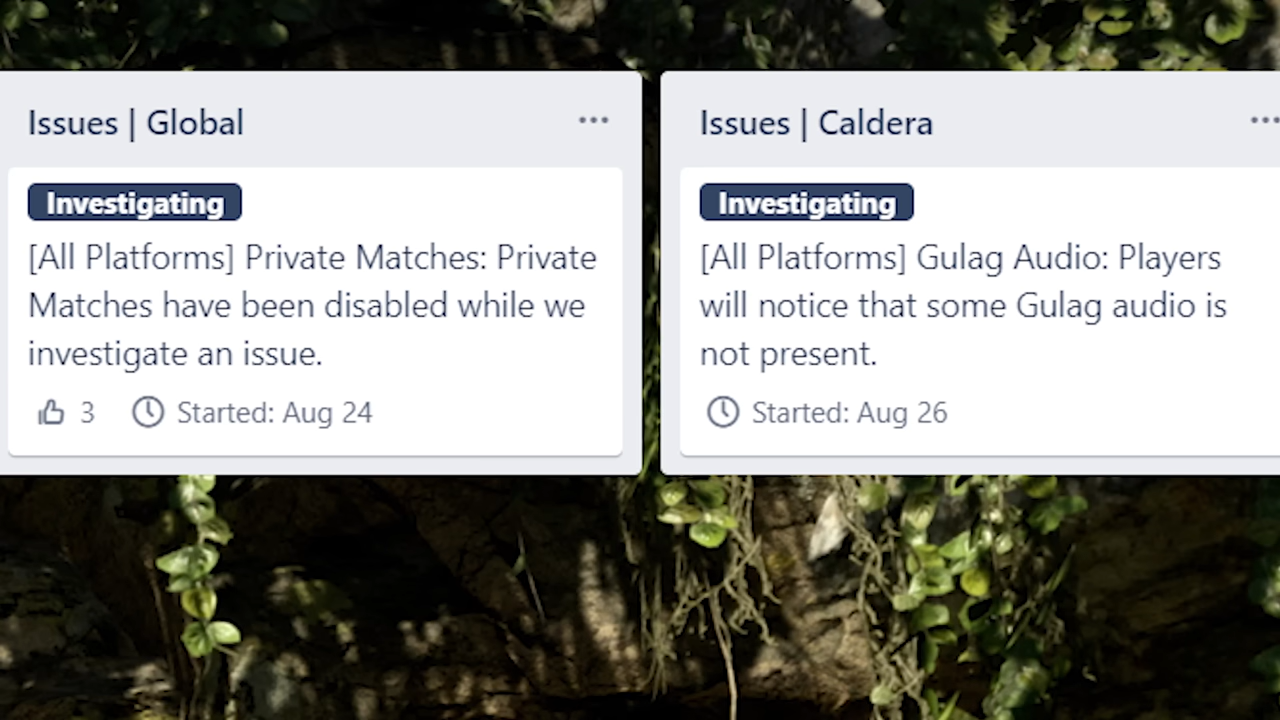 Issues | Global
Investigating
[All Platforms] Private Matches: Private
Matches have been disabled while we
investigate an issue.
3
Started: Aug 24
Issues | Caldera
Investigating
[All Platforms] Gulag Audio: Players
will notice that some Gulag audio is
not present.
Started: Aug 26